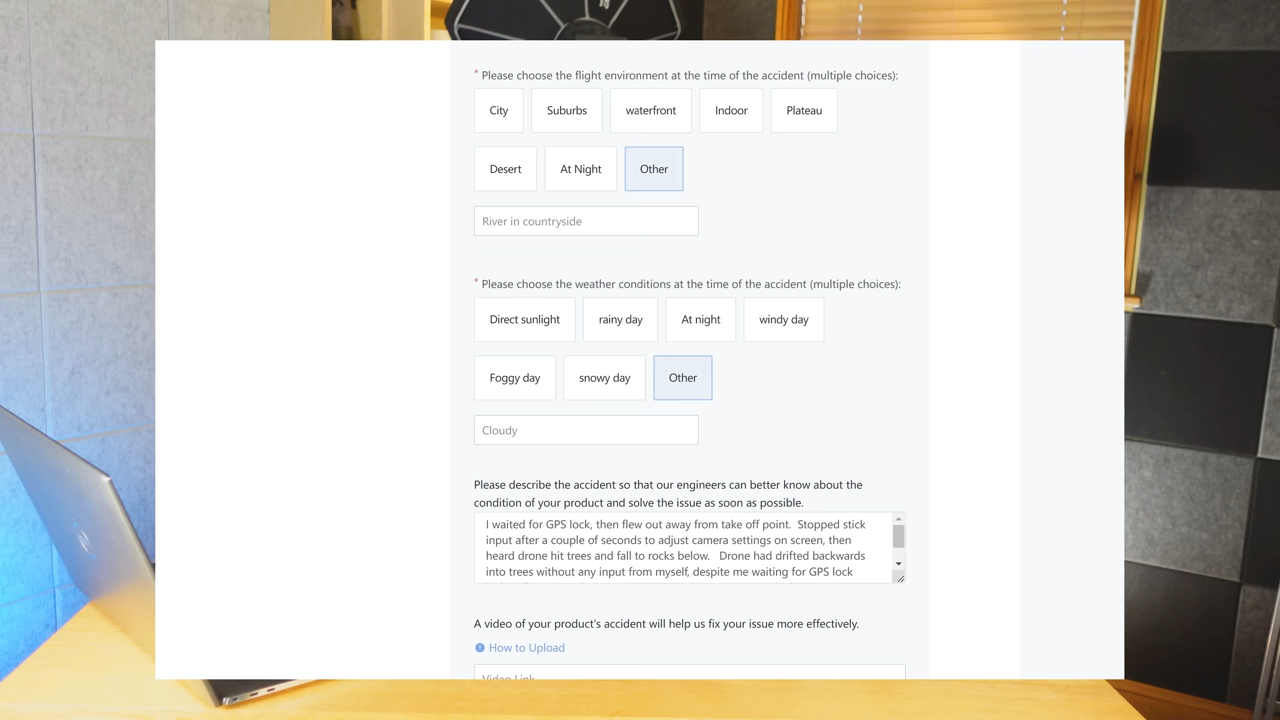 * Please choose the flight environment at the time of the accident (multiple choices):
City Suburbs waterfront Indoor Plateau
Desert At Night Other
River in countryside
* Please choose the weather conditions at the time of the accident (multiple choices):
Direct sunlight rainy day At night windy day
Foggy day snowy day Other
Cloudy
Please describe the accident so that our engineers can better know about the
condition of your product and solve the issue as soon as possible.
I waited for GPS lock, then flew out away from take off point. Stopped stick
input after a couple of seconds to adjust camera settings on screen, then
heard drone hit trees and fall to rocks below. Drone had drifted backwards
into trees without any input from myself, despite me waiting for GPS lock
A video of your product's accident will help us fix your issue more effectively.
How to Upload
Video Link